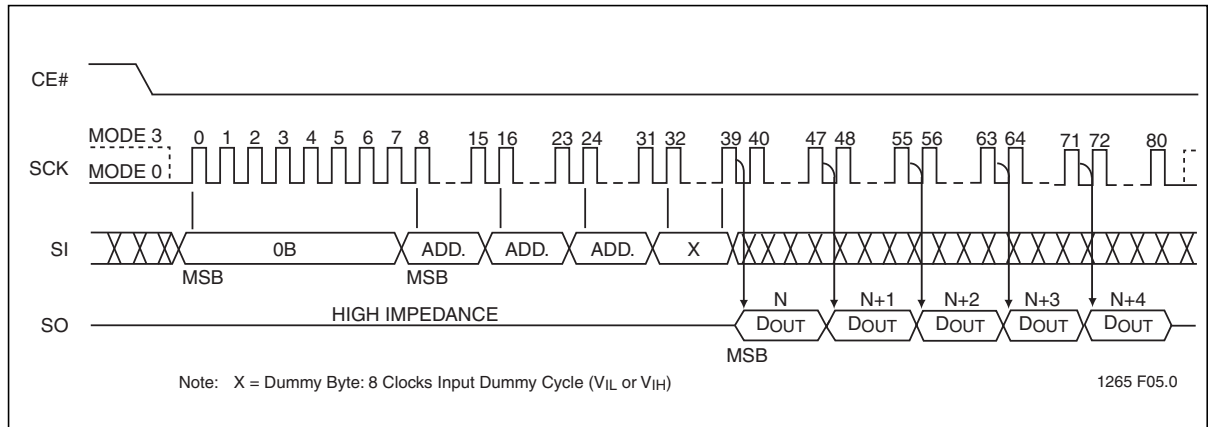 CE#
MODE 3
0 1 2 3 4 5 6 7 8 15 16 23 24 31 32 39 40 47 48 55 56 63 64 71 72 80
SCK
MODE 0
SI
0B ADD. ADD. ADD. X
MSB MSB
N N+1 N+2 N+3 N+4
HIGH IMPEDANCE
SO
DOUT DOUT DOUT DOUT DOUT
MSB
Note: X = Dummy Byte: 8 Clocks Input Dummy Cycle (VIL or VIH)
1265 F05.0